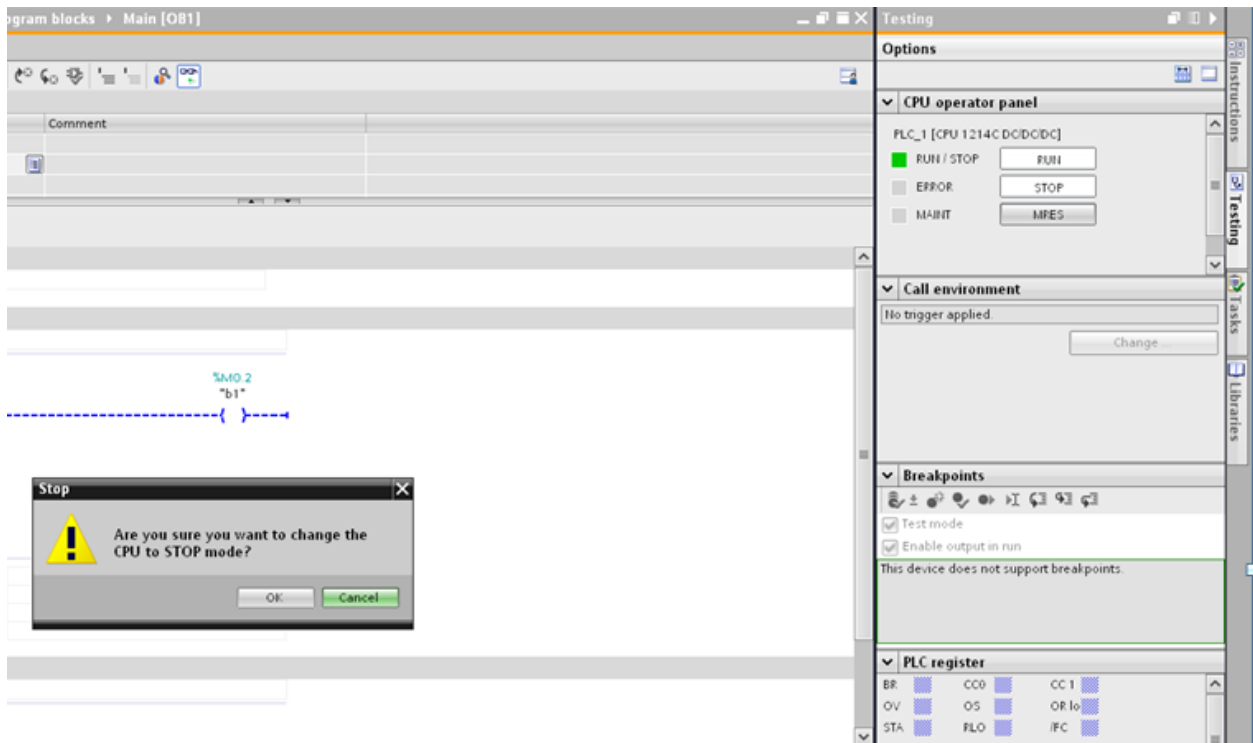 ogram blocks ▸ Main [OB1]
Comment
%M0.2
"b1"
Stop
Are you sure you want to change the
CPU to STOP mode?
OK
Cancel
Testing
Options
CPU operator panel
PLC_1 [CPU 1214C DC/DC/DC]
RUN / STOP
RUN
ERROR
STOP
MAINT
MRES
Call environment
No trigger applied.
Change ...
Breakpoints
Test mode
Enable output in run
This device does not support breakpoints.
PLC register
BR CC0 CC 1
OV OS OR lo
STA RLO /FC
Instructions
Testing
Tasks
Libraries